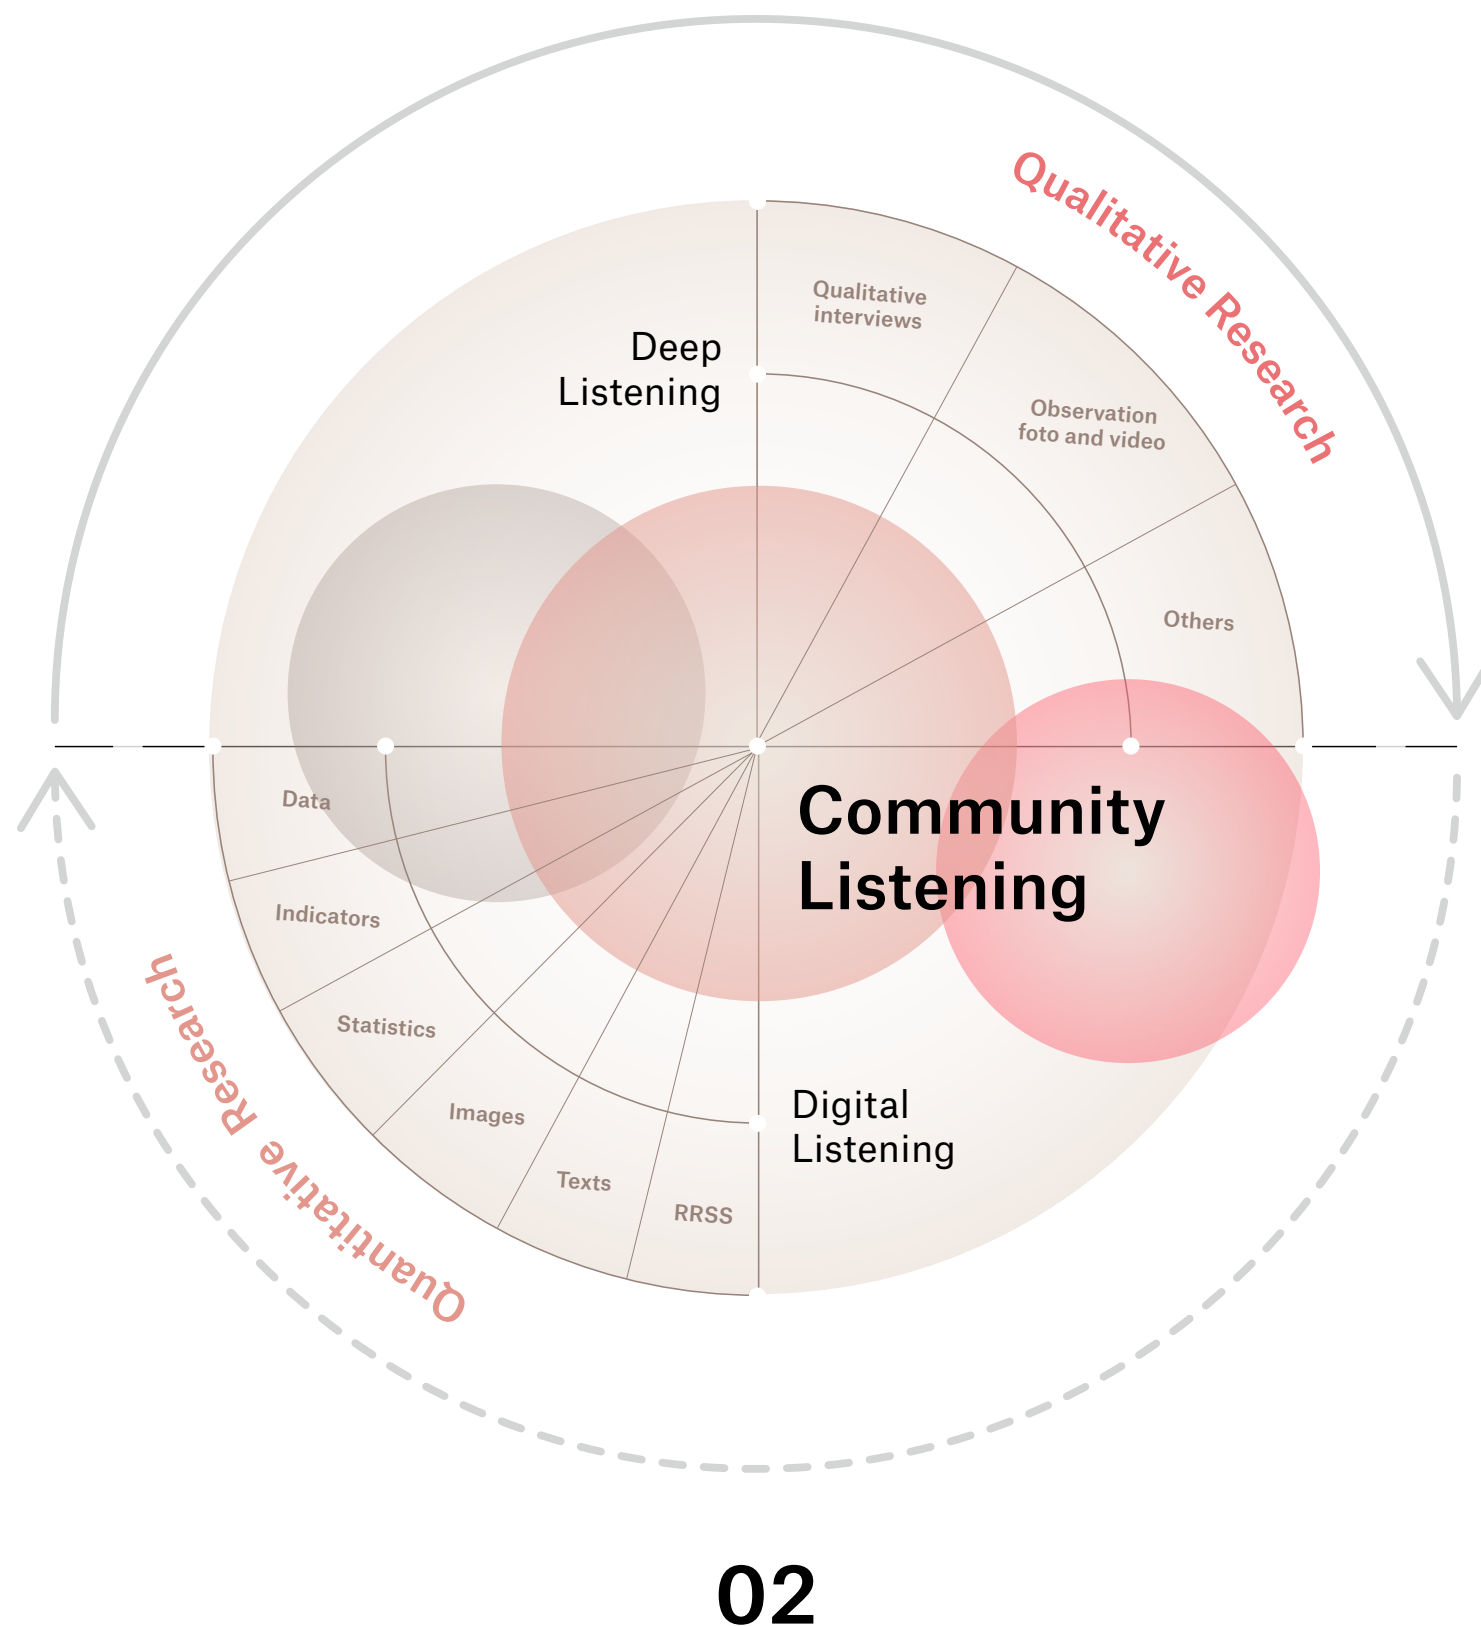 Qualitative Research
Qualitative
interviews
Deep
Listening
Observation
foto and video
Others
Community
Listening
Data
Indicators
Statistics
Images
Texts
RRSS
Digital
Listening
Quantitative Research
02